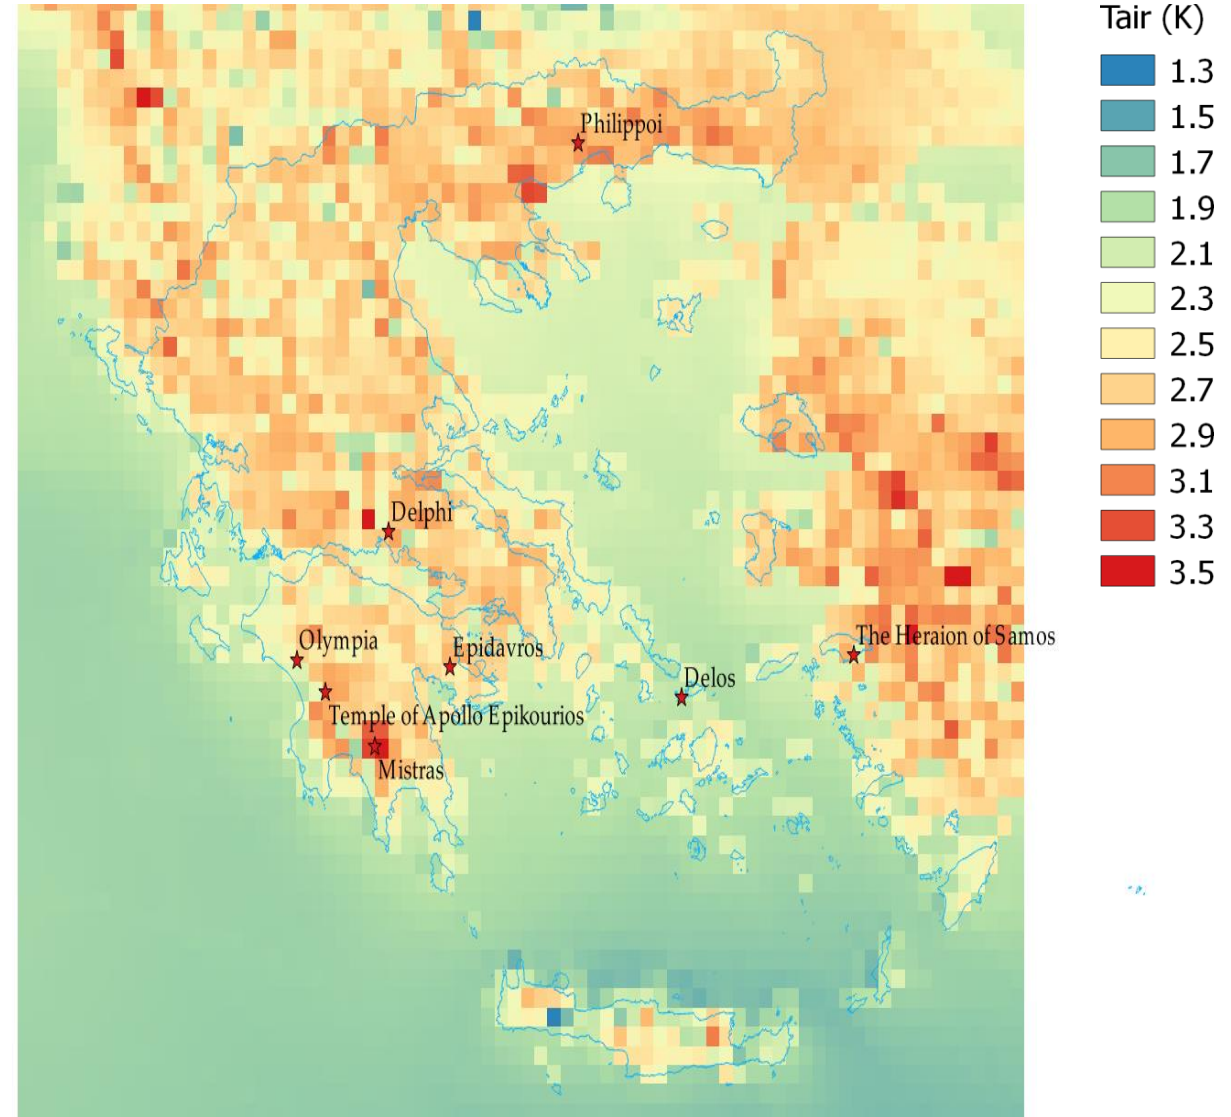 Tair (K)
1.3
1.5
1.7
1.9
2.1
2.3
2.5
2.7
2.9
3.1
3.3
3.5
Philippoi
Delphi
Olympia
Epidavros
The Heraion of Samos
Delos
Temple of Apollo Epikourios
Mistras